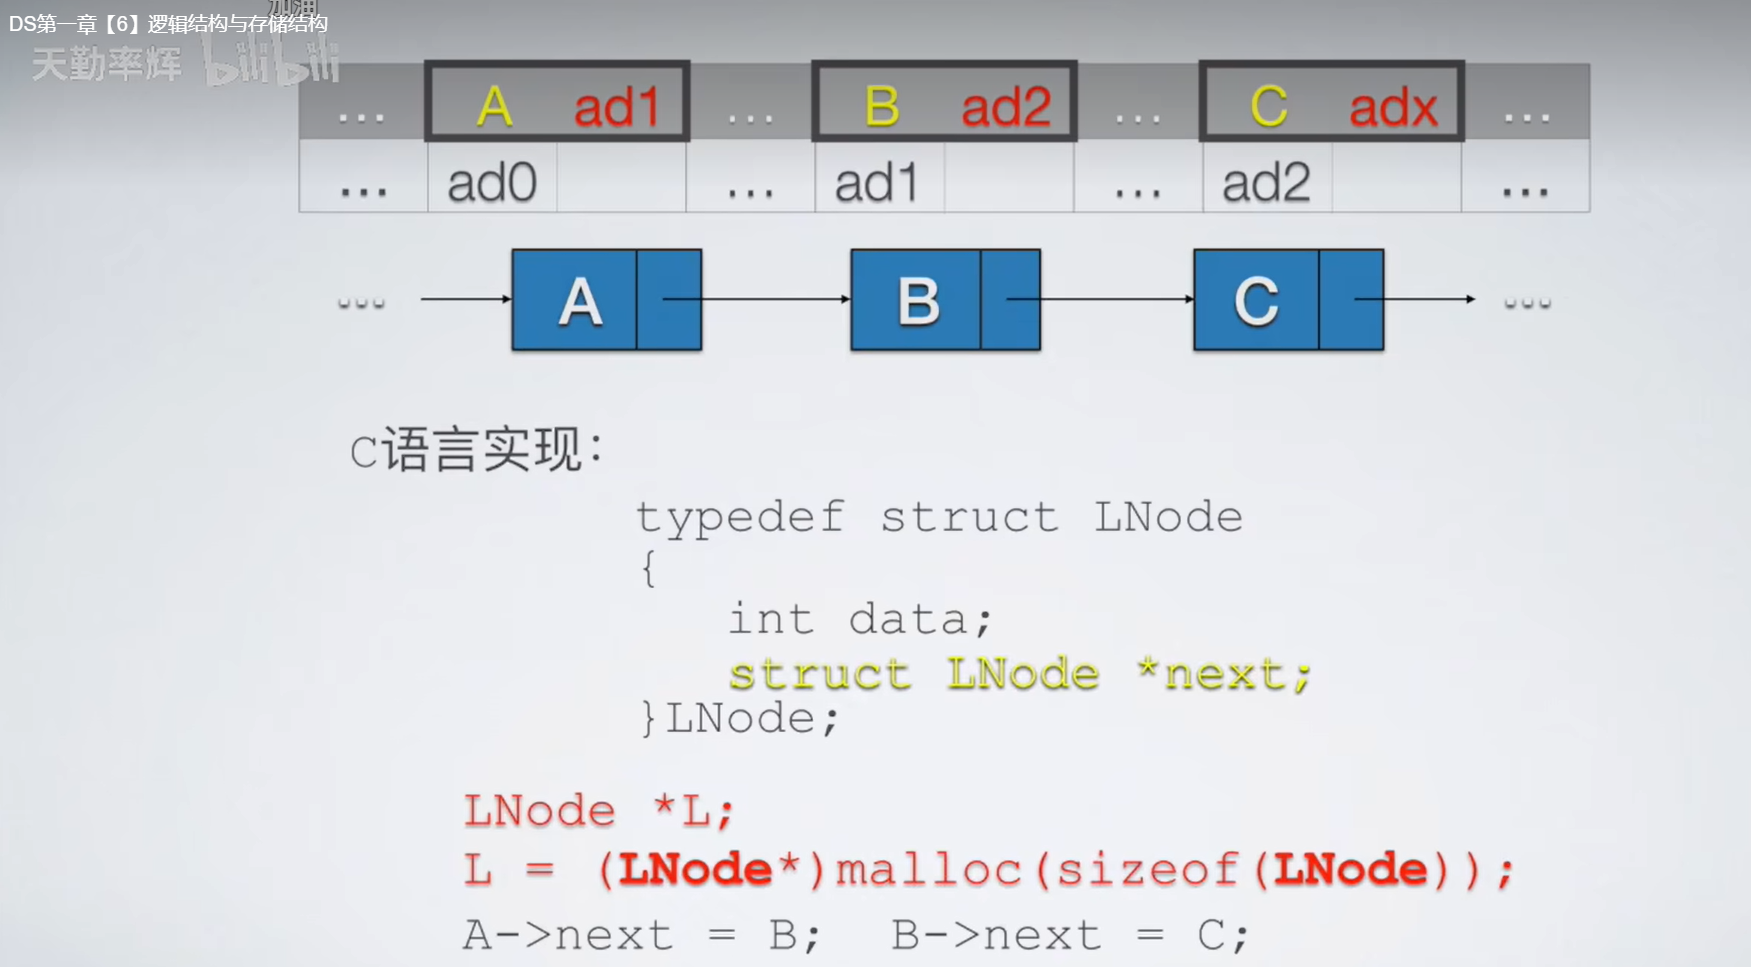 加油
DS第一章【6】逻辑结构与存储结构
天勤率辉 bilibili
... A ad1 ... B ad2 ... C adx ...
... ad0 ... ad1 ... ad2 ...
... A B C ...
C语言实现：
typedef struct LNode
{
int data;
struct LNode *next;
}LNode;
LNode *L;
L = (LNode*)malloc(sizeof(LNode));
A->next = B; B->next = C;